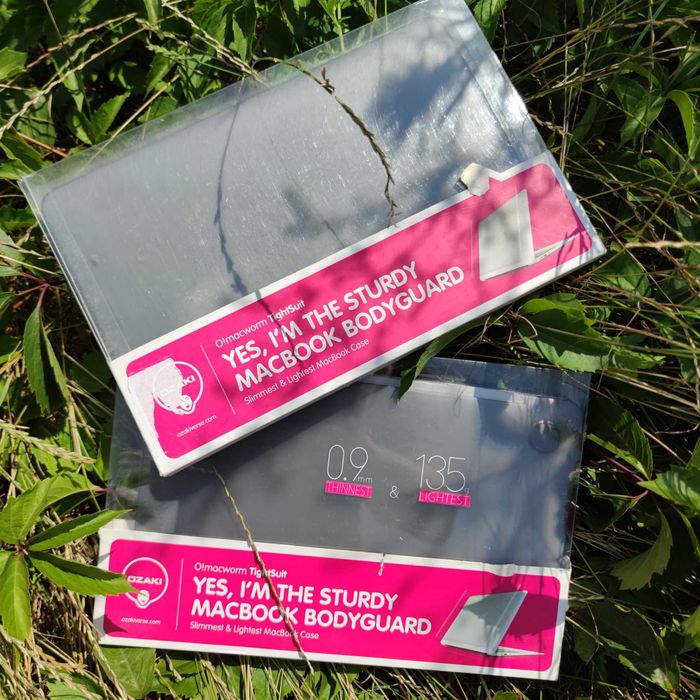 O!macworm TightSuit
YES, I'M THE STURDY
MACBOOK BODYGUARD
Slimmest & Lightest MacBook Case
OZAKI
ozakiverse.com
0.9mm
THINNEST
&
135g
LIGHTEST
O!macworm TightSuit
YES, I'M THE STURDY
MACBOOK BODYGUARD
Slimmest & Lightest MacBook Case
OZAKI
ozakiverse.com